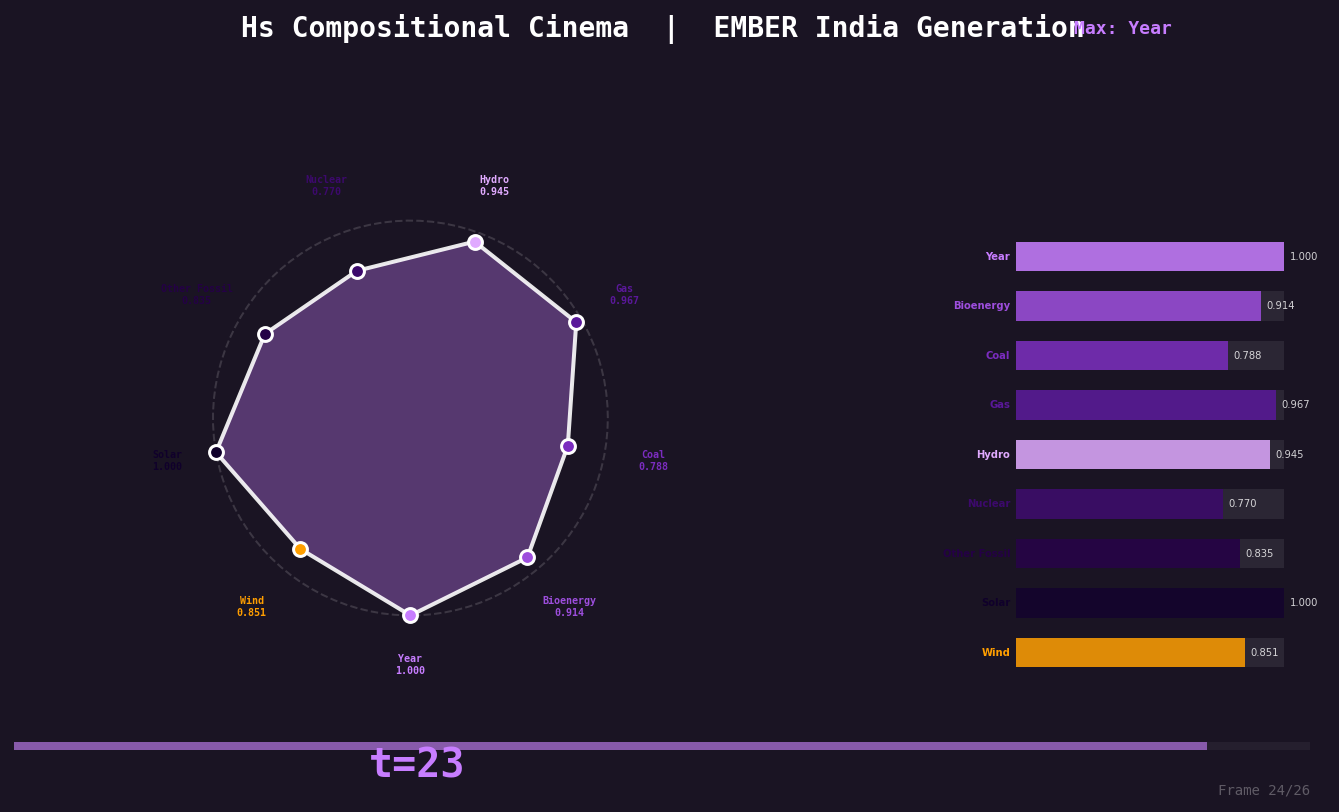 Hs Compositional Cinema | EMBER India Generation
Max: Year
Nuclear
0.770
Hydro
0.945
Other Fossil
0.835
Gas
0.967
Solar
1.000
Coal
0.788
Wind
0.851
Bioenergy
0.914
Year
1.000
Year 1.000
Bioenergy 0.914
Coal 0.788
Gas 0.967
Hydro 0.945
Nuclear 0.770
Other Fossil 0.835
Solar 1.000
Wind 0.851
t=23
Frame 24/26